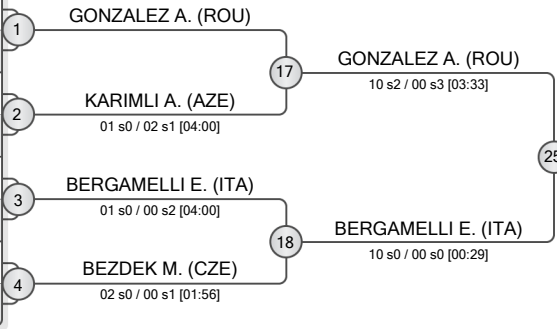 1
GONZALEZ A. (ROU)
17
GONZALEZ A. (ROU)
10 s2 / 00 s3 [03:33]
2
KARIMLI A. (AZE)
01 s0 / 02 s1 [04:00]
25
3
BERGAMELLI E. (ITA)
01 s0 / 00 s2 [04:00]
18
BERGAMELLI E. (ITA)
10 s0 / 00 s0 [00:29]
4
BEZDEK M. (CZE)
02 s0 / 00 s1 [01:56]